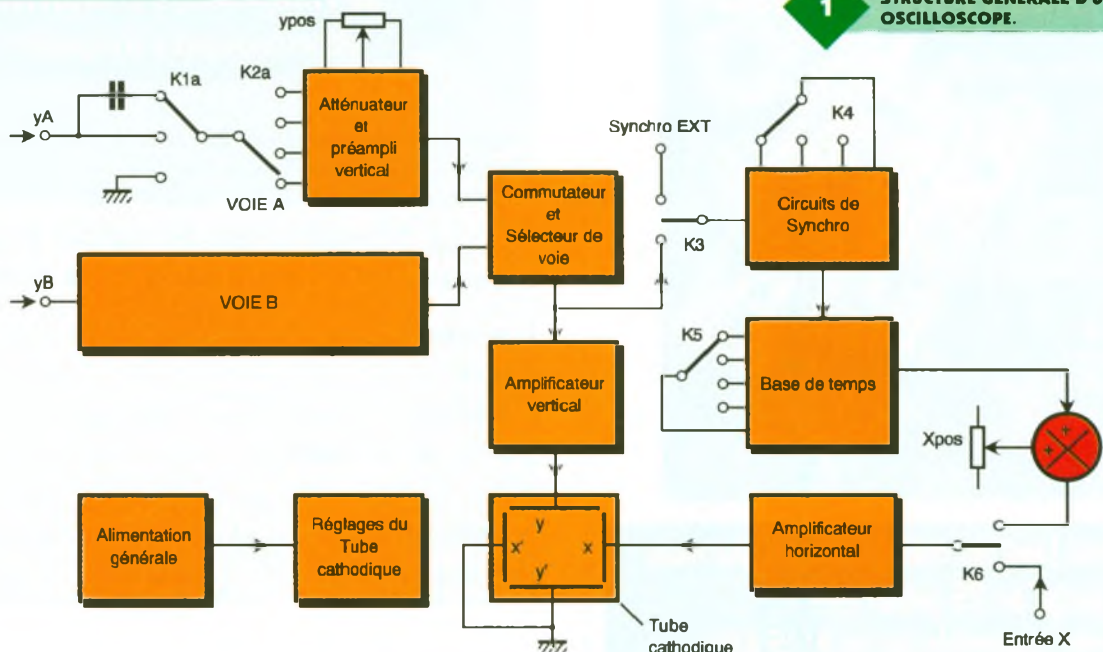 1
STRUCTURE GÉNÉRALE D'U
OSCILLOSCOPE.
ypos
K1a
K2a
yA
Atténuateur
et
préampli
vertical
VOIE A
Synchro EXT
K4
Commutateur
et
Sélecteur de
voie
K3
Circuits de
Synchro
yB
VOIE B
K5
Amplificateur
vertical
Base de temps
Xpos
+
+
Alimentation
générale
Réglages du
Tube
cathodique
y
x'
x
y'
Amplificateur
horizontal
K6
Tube
cathodique
Entrée X